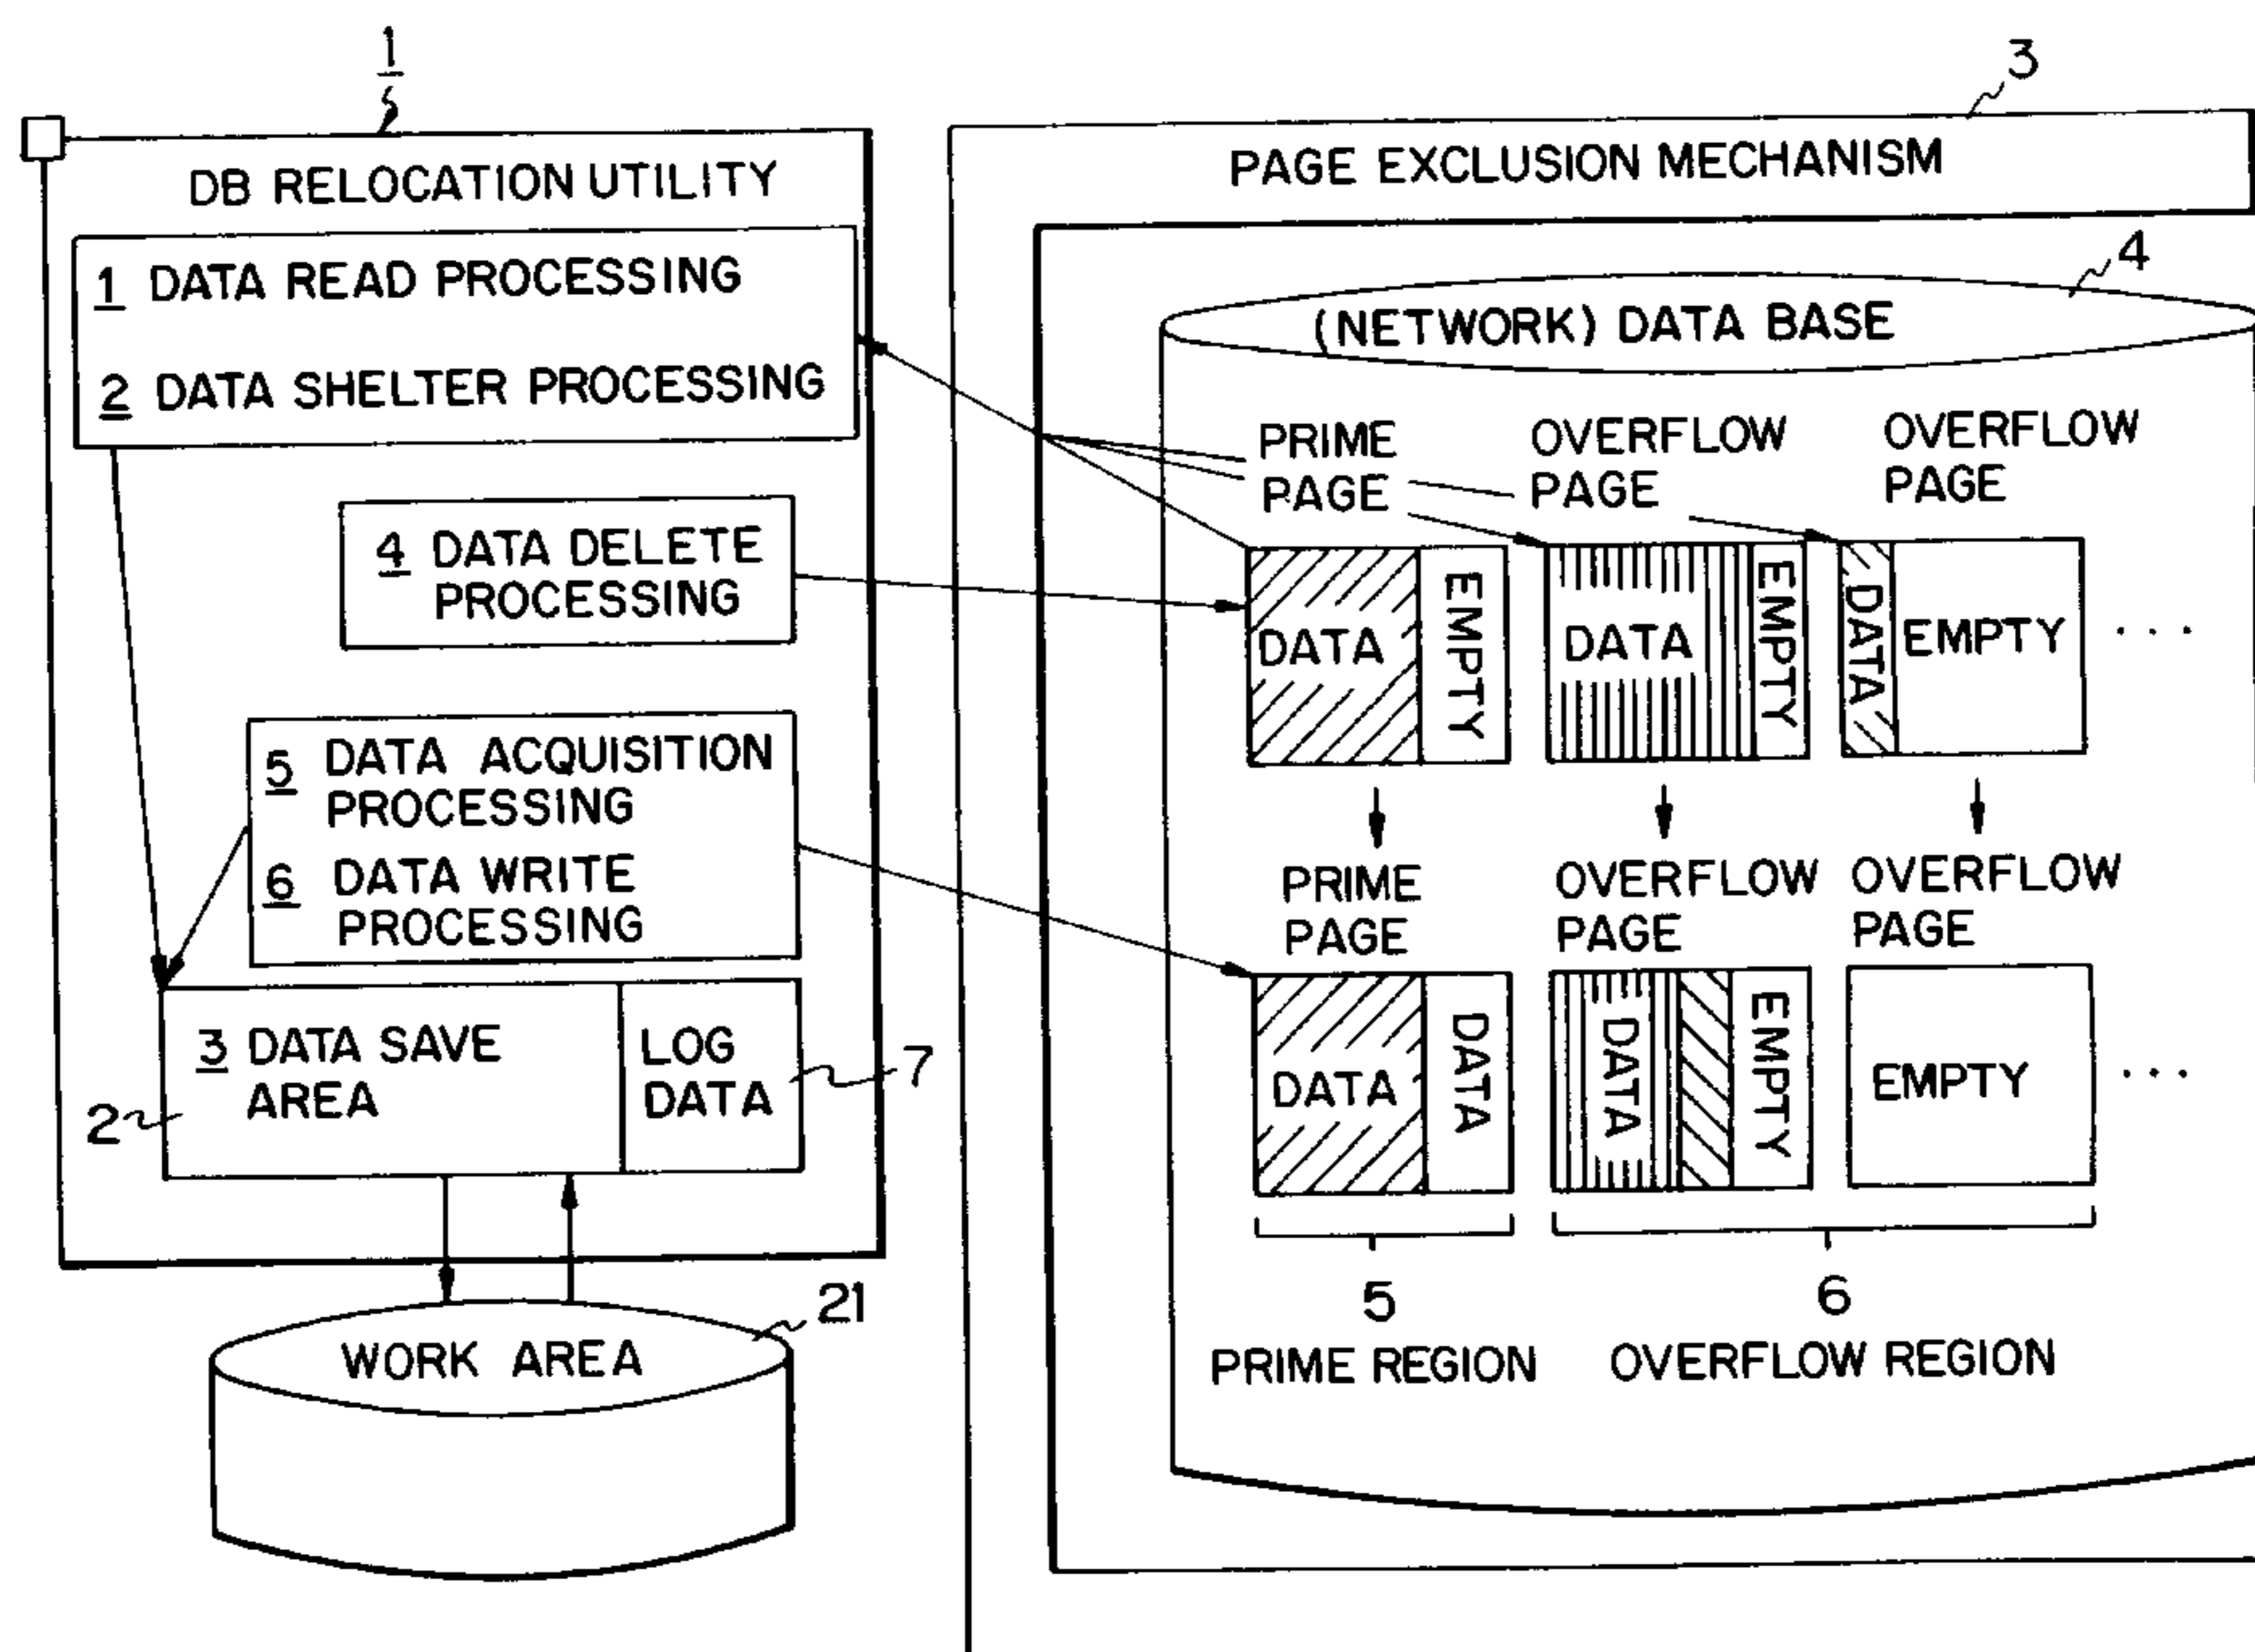 1
DB RELOCATION UTILITY
1 DATA READ PROCESSING
2 DATA SHELTER PROCESSING
4 DATA DELETE
PROCESSING
5 DATA ACQUISITION
PROCESSING
6 DATA WRITE
PROCESSING
3 DATA SAVE
AREA
LOG
DATA
2
7
21
WORK AREA
3
PAGE EXCLUSION MECHANISM
4
(NETWORK) DATA BASE
PRIME
PAGE
OVERFLOW
PAGE
OVERFLOW
PAGE
DATA
EMPTY
DATA
EMPTY
DATA
EMPTY
...
PRIME
PAGE
OVERFLOW
PAGE
OVERFLOW
PAGE
DATA
DATA
DATA
EMPTY
EMPTY
...
5
PRIME REGION
6
OVERFLOW REGION